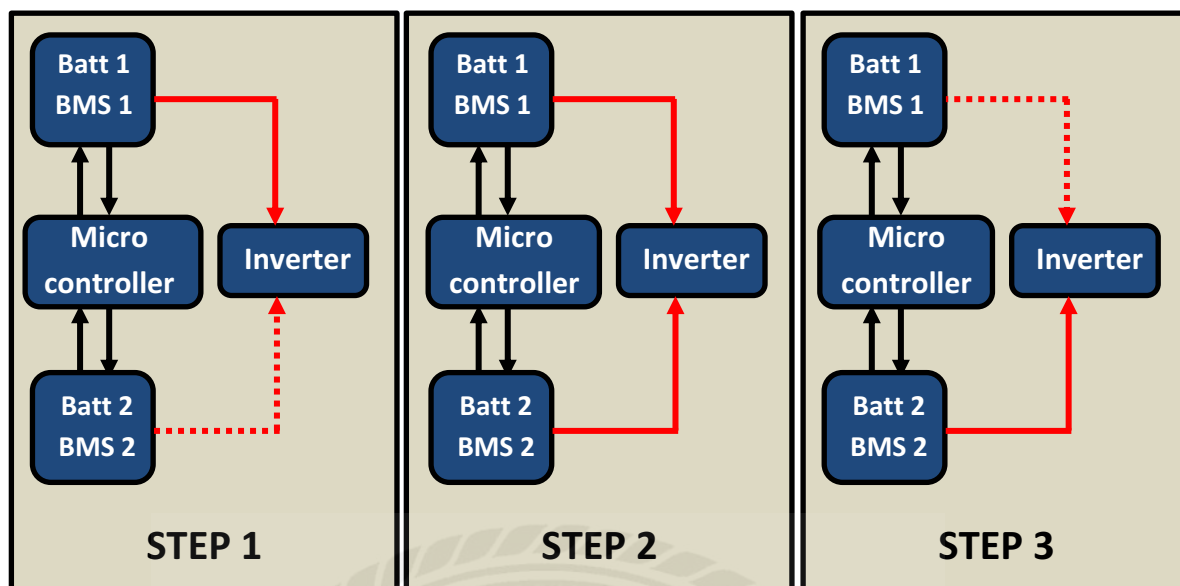 Batt 1
BMS 1
Micro
controller
Inverter
Batt 2
BMS 2
STEP 1
Batt 1
BMS 1
Micro
controller
Inverter
Batt 2
BMS 2
STEP 2
Batt 1
BMS 1
Micro
controller
Inverter
Batt 2
BMS 2
STEP 3